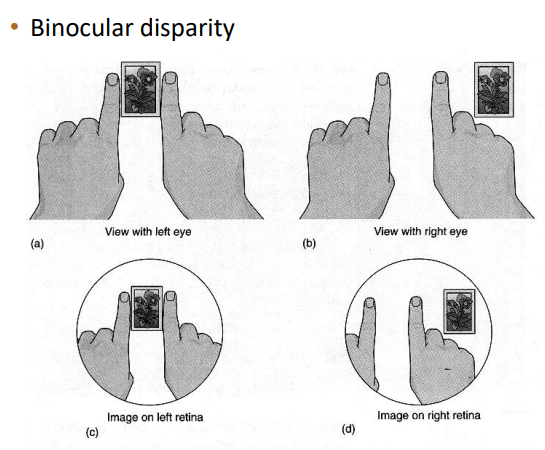 • Binocular disparity
View with left eye
(a)
View with right eye
(b)
Image on left retina
(c)
Image on right retina
(d)